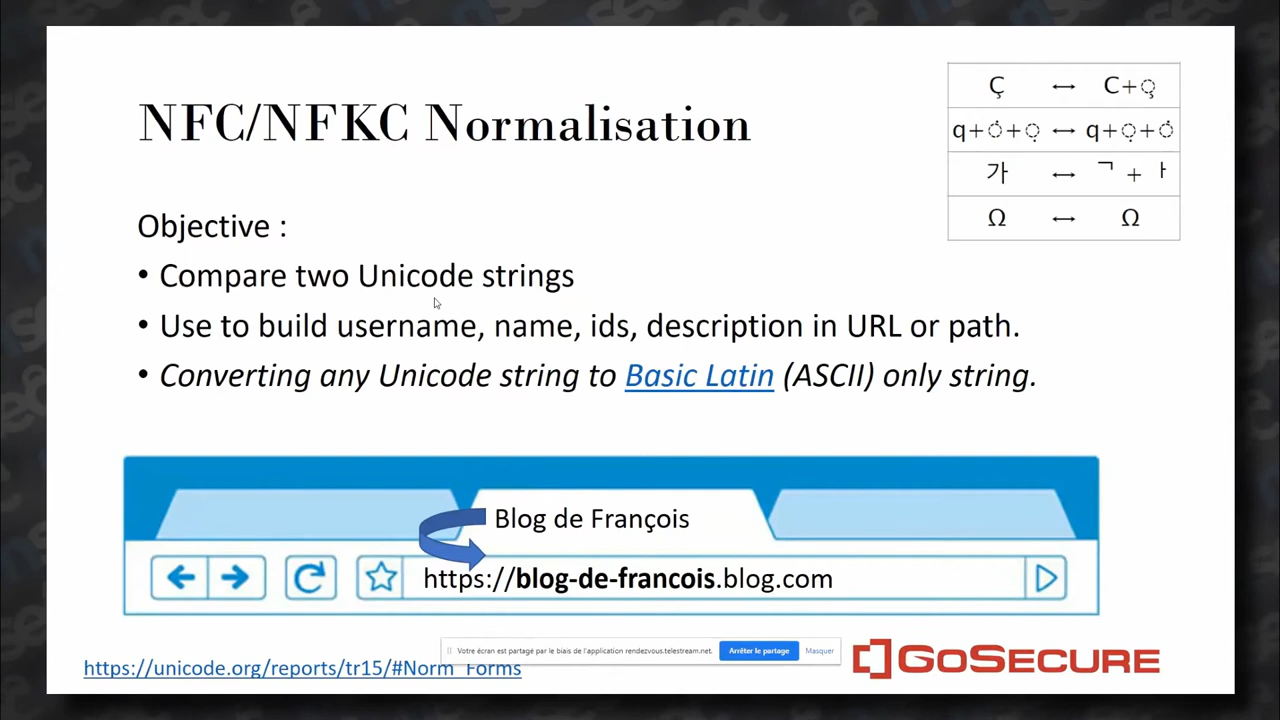 NFC/NFKC Normalisation
Ç ↔ C+◌̧
q+◌̇+◌̣ ↔ q+◌̣+◌̇
가 ↔ ᄀ + ᅡ
Ω ↔ Ω
Objective :
• Compare two Unicode strings
• Use to build username, name, ids, description in URL or path.
• Converting any Unicode string to Basic Latin (ASCII) only string.
Blog de François
https://blog-de-francois.blog.com
Votre écran est partagé par le biais de l'application rendezvous.telestream.net.
Arrêter le partage
Masquer
https://unicode.org/reports/tr15/#Norm_Forms
GoSecure